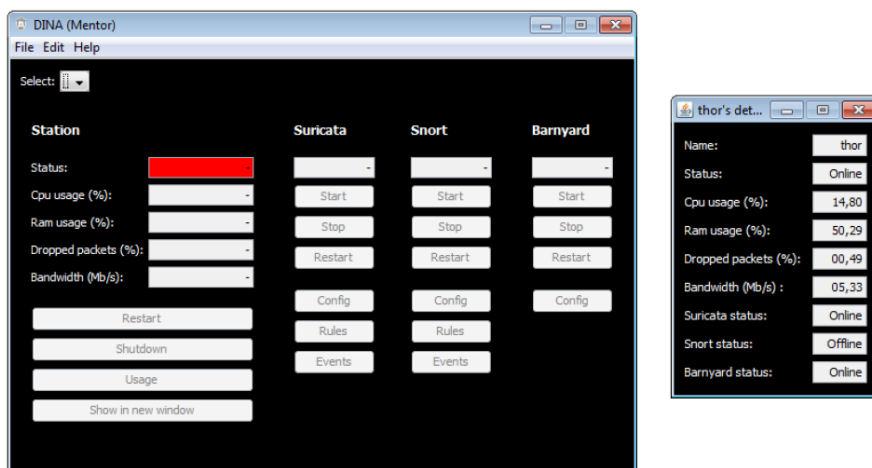 DINA (Mentor)
File Edit Help
Select:
Station Suricata Snort Barnyard
Status: - - - -
Cpu usage (%): - Start Start Start
Ram usage (%): - Stop Stop Stop
Dropped packets (%): - Restart Restart Restart
Bandwidth (Mb/s): -
Config Config Config
Restart
Rules Rules
Shutdown
Events Events
Usage
Show in new window
thor's det...
Name: thor
Status: Online
Cpu usage (%): 14,80
Ram usage (%): 50,29
Dropped packets (%): 00,49
Bandwidth (Mb/s) : 05,33
Suricata status: Online
Snort status: Offline
Barnyard status: Online